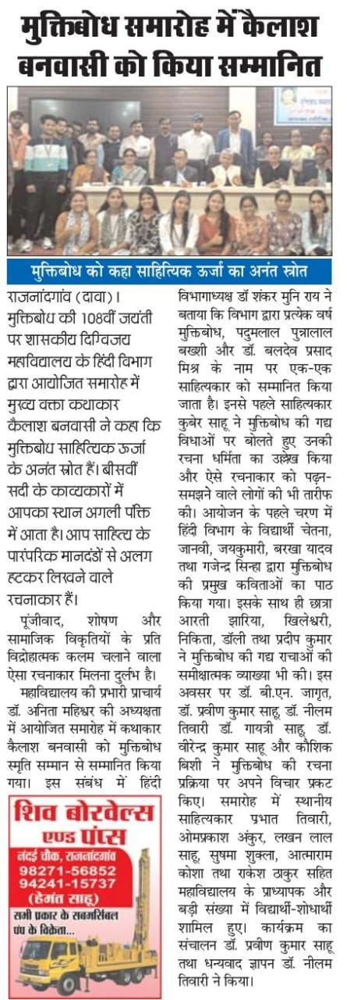 मुक्तिबोध समारोह में कैलाश
बनवासी को किया सम्मानित
मुक्तिबोध को कहा साहित्यिक ऊर्जा का अनंत स्त्रोत
राजनांदगांव (दावा)।
मुक्तिबोध की 108वीं जयंती
पर शासकीय दिग्विजय
महाविद्यालय के हिंदी विभाग
द्वारा आयोजित समारोह में
मुख्य वक्ता कथाकार
कैलाश बनवासी ने कहा कि
मुक्तिबोध साहित्यिक ऊर्जा
के अनंत स्रोत हैं। बीसवीं
सदी के काव्यकारों में
आपका स्थान अगली पंक्ति
में आता है। आप साहित्य के
पारंपरिक मानदंडों से अलग
हटकर लिखने वाले
रचनाकार हैं।
पूंजीवाद, शोषण और
सामाजिक विकृतियों के प्रति
विद्रोहात्मक कलम चलाने वाला
ऐसा रचनाकार मिलना दुर्लभ है।
महाविद्यालय की प्रभारी प्राचार्य
डॉ. अनिता महिश्वर की अध्यक्षता
में आयोजित समारोह में कथाकार
कैलाश बनवासी को मुक्तिबोध
स्मृति सम्मान से सम्मानित किया
गया। इस संबंध में हिंदी
विभागाध्यक्ष डॉ शंकर मुनि राय ने
बताया कि विभाग द्वारा प्रत्येक वर्ष
मुक्तिबोध, पदुमलाल पुन्नालाल
बख्शी और डॉ. बलदेव प्रसाद
मिश्र के नाम पर एक-एक
साहित्यकार को सम्मानित किया
जाता है। इनसे पहले साहित्यकार
कुबेर साहू ने मुक्तिबोध की गद्य
विधाओं पर बोलते हुए उनकी
रचना धर्मिता का उल्लेख किया
और ऐसे रचनाकार को पढ़न-
समझने वाले लोगों की भी तारीफ
की। आयोजन के पहले चरण में
हिंदी विभाग के विद्यार्थी चेतना,
जानवी, जयकुमारी, बरखा यादव
तथा गजेन्द्र सिन्हा द्वारा मुक्तिबोध
की प्रमुख कविताओं का पाठ
किया गया। इसके साथ ही छात्रा
आरती झारिया, खिलेश्वरी,
निकिता, डॉली तथा प्रदीप कुमार
ने मुक्तिबोध की गद्य राचाओं की
समीक्षात्मक व्याख्या भी की। इस
अवसर पर डॉ. बी.एन. जागृत,
डॉ. प्रवीण कुमार साहू, डॉ. नीलम
तिवारी डॉ. गायत्री साहू, डॉ.
वीरेन्द्र कुमार साहू और कौशिक
बिशी ने मुक्तिबोध की रचना
प्रक्रिया पर अपने विचार प्रकट
किए। समारोह में स्थानीय
साहित्यकार प्रभात तिवारी,
ओमप्रकाश अंकुर, लखन लाल
साहू, सुषमा शुक्ला, आत्माराम
कोशा तथा राकेश ठाकुर सहित
महाविद्यालय के प्राध्यापक और
बड़ी संख्या में विद्यार्थी-शोधार्थी
शामिल हुए। कार्यक्रम का
संचालन डॉ. प्रवीण कुमार साहू
तथा धन्यवाद ज्ञापन डॉ. नीलम
तिवारी ने किया।
शिव बोरवेल्स
एण्ड पंप्स
नंदई चौक, राजनांदगांव
98271-56852
94241-15737
(हेमंत साहू)
सभी प्रकार के सबमर्सिबल
पंप के विक्रेता...